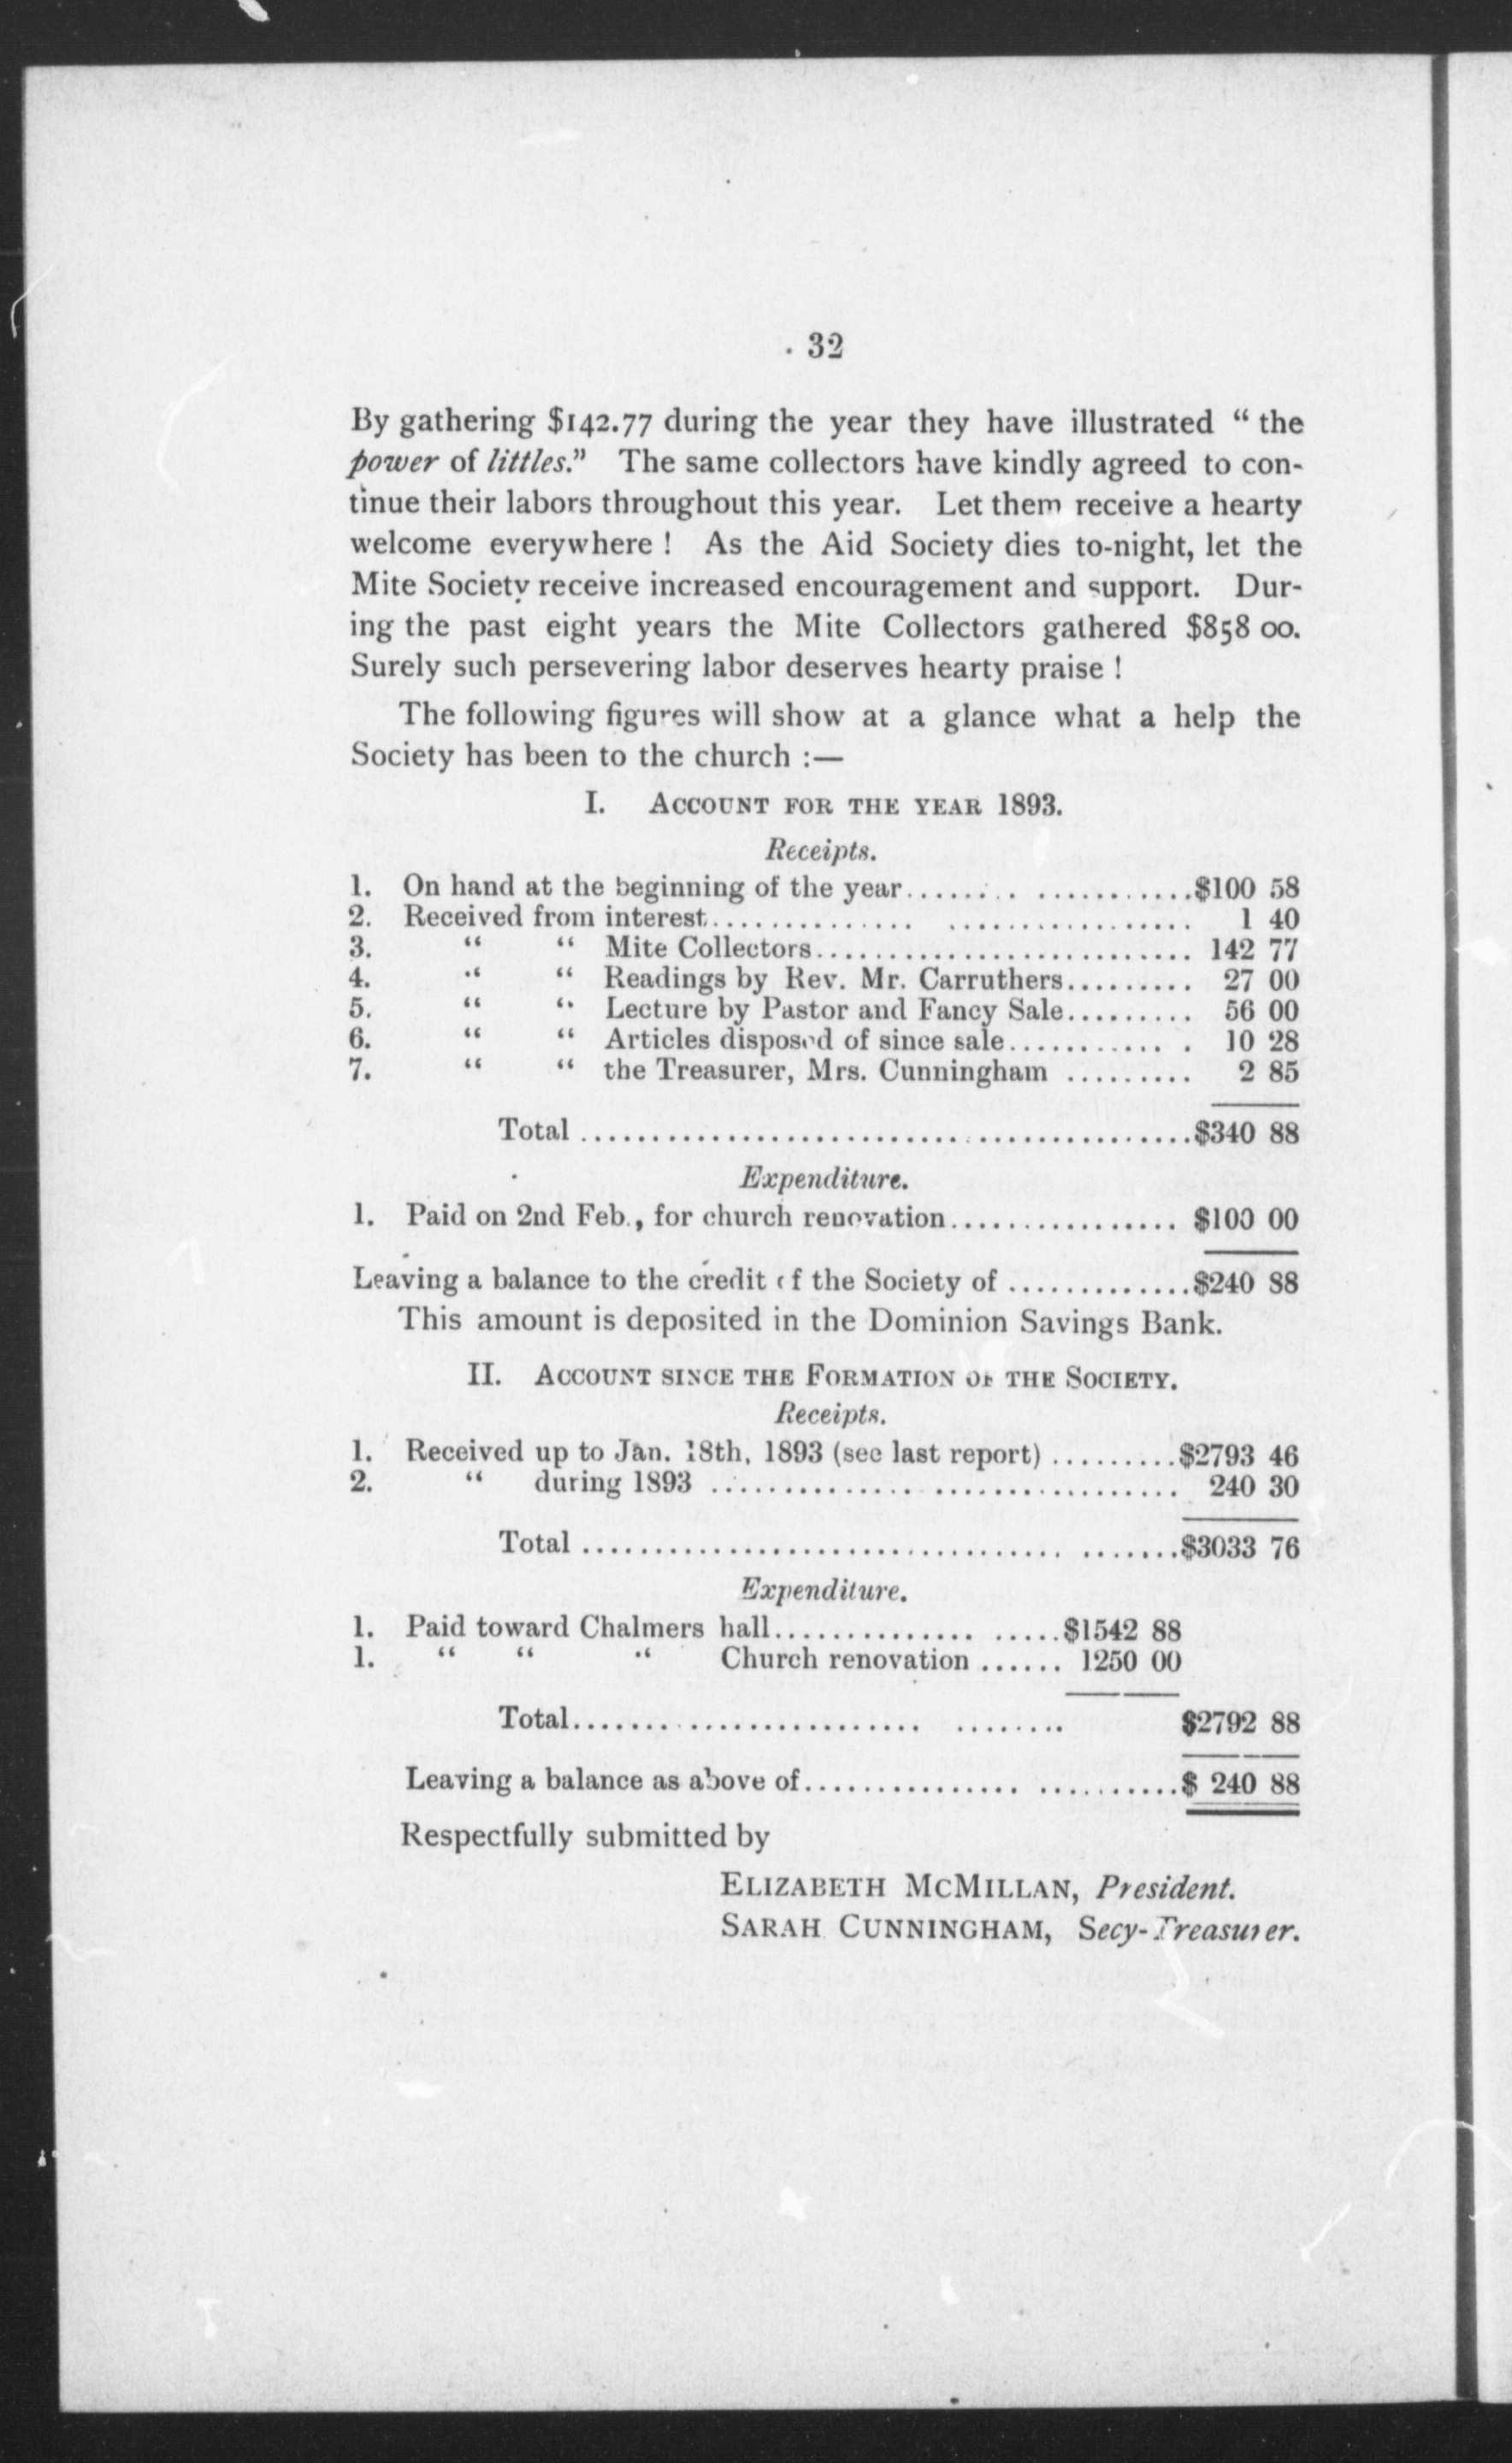 32
By gathering $142.77 during the year they have illustrated “ the
power of littles.” The same collectors have kindly agreed to con-
tinue their labors throughout this year. Let them receive a hearty
welcome everywhere ! As the Aid Society dies to-night, let the
Mite Society receive increased encouragement and support. Dur-
ing the past eight years the Mite Collectors gathered $858 00.
Surely such persevering labor deserves hearty praise !
The following figures will show at a glance what a help the
Society has been to the church :—
I. ACCOUNT FOR THE YEAR 1893.
Receipts.
1. On hand at the beginning of the year.................... $100 58
2. Received from interest................................ 1 40
3. “ “ Mite Collectors.......................... 142 77
4. “ “ Readings by Rev. Mr. Carruthers......... 27 00
5. “ “ Lecture by Pastor and Fancy Sale......... 56 00
6. “ “ Articles disposed of since sale............. 10 28
7. “ “ the Treasurer, Mrs. Cunningham ......... 2 85
Total ..........................................$340 88
Expenditure.
1. Paid on 2nd Feb., for church renovation................ $100 00
Leaving a balance to the credit of the Society of .............$240 88
This amount is deposited in the Dominion Savings Bank.
II. ACCOUNT SINCE THE FORMATION OF THE SOCIETY.
Receipts.
1. Received up to Jan. 18th, 1893 (see last report) .........$2793 46
2. “ during 1893 ................................ 240 30
Total ........................................$3033 76
Expenditure.
1. Paid toward Chalmers hall...................$1542 88
1. “ “ “ Church renovation ...... 1250 00
Total................................ $2792 88
Leaving a balance as above of.........................$ 240 88
Respectfully submitted by
ELIZABETH MCMILLAN, President.
SARAH CUNNINGHAM, Secy-Treasurer.